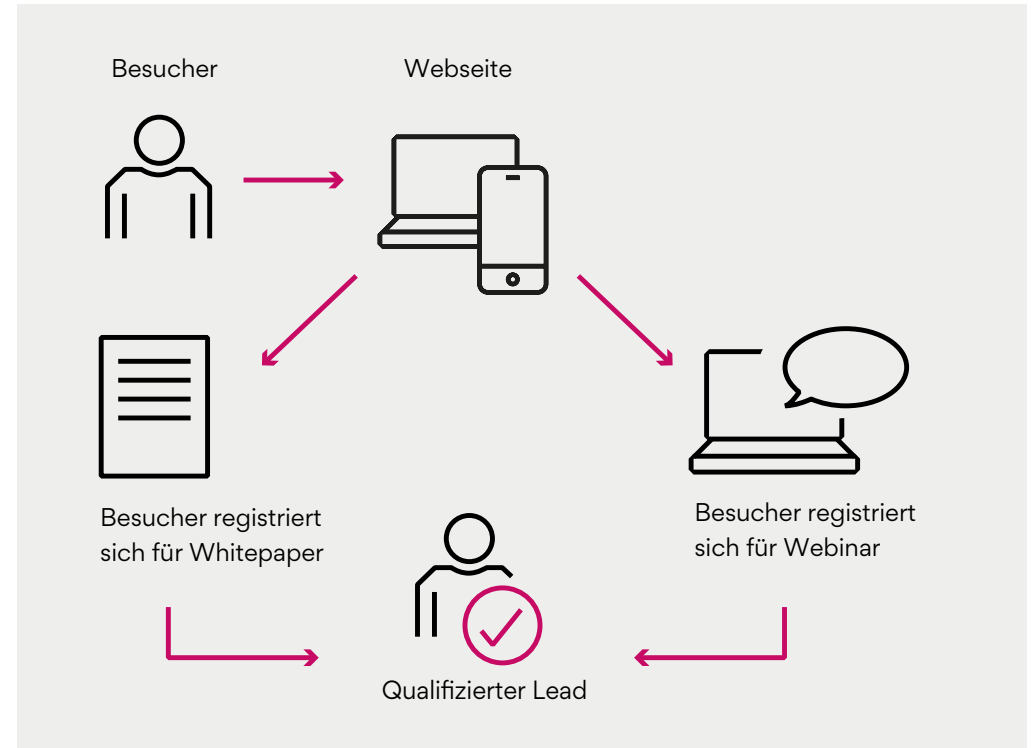 Besucher
Webseite
Besucher registriert
sich für Whitepaper
Besucher registriert
sich für Webinar
Qualifizierter Lead